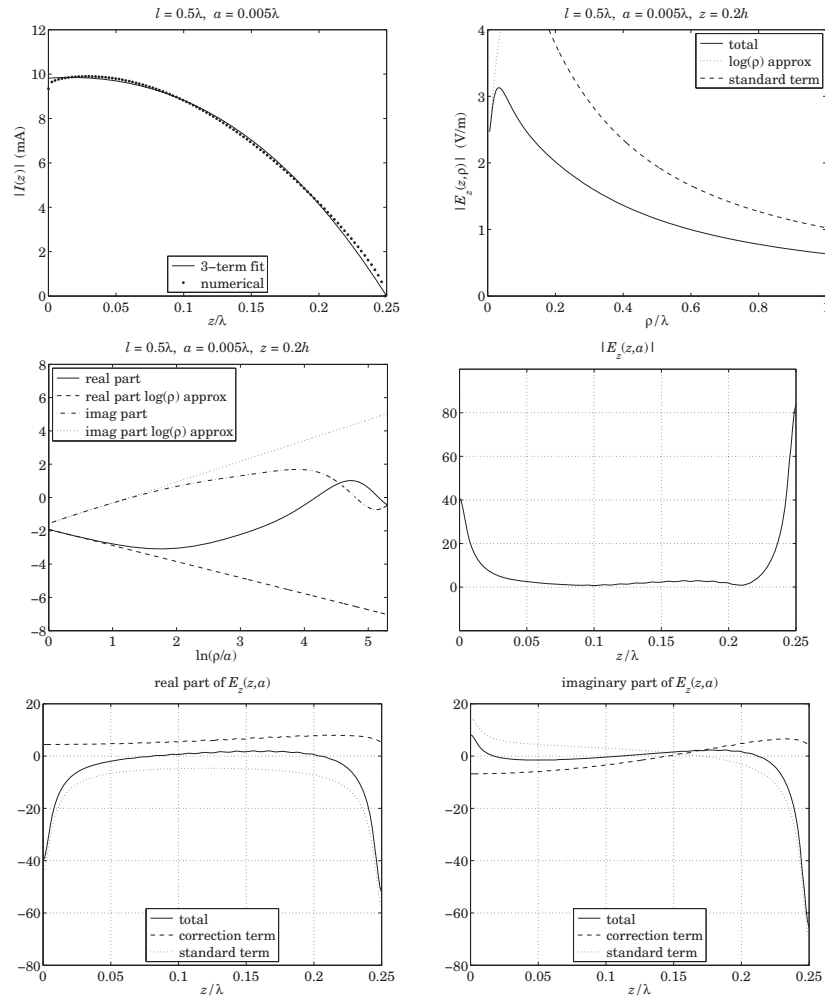 l = 0.5λ, a = 0.005λ
12
10
8
6
4
2
0
|I(z)| (mA)
3−term fit
numerical
0
0.05
0.1
0.15
0.2
0.25
z/λ
l = 0.5λ, a = 0.005λ, z = 0.2h
4
3
2
1
0
|E_z(z,ρ)| (V/m)
total
log(ρ) approx
standard term
0
0.2
0.4
0.6
0.8
1
ρ/λ
l = 0.5λ, a = 0.005λ, z = 0.2h
8
6
4
2
0
−2
−4
−6
−8
real part
real part log(ρ) approx
imag part
imag part log(ρ) approx
0
1
2
3
4
5
ln(ρ/a)
|E_z(z,a)|
80
60
40
20
0
0
0.05
0.1
0.15
0.2
0.25
z/λ
real part of E_z(z,a)
20
0
−20
−40
−60
−80
total
correction term
standard term
0
0.05
0.1
0.15
0.2
0.25
z/λ
imaginary part of E_z(z,a)
20
0
−20
−40
−60
−80
total
correction term
standard term
0
0.05
0.1
0.15
0.2
0.25
z/λ